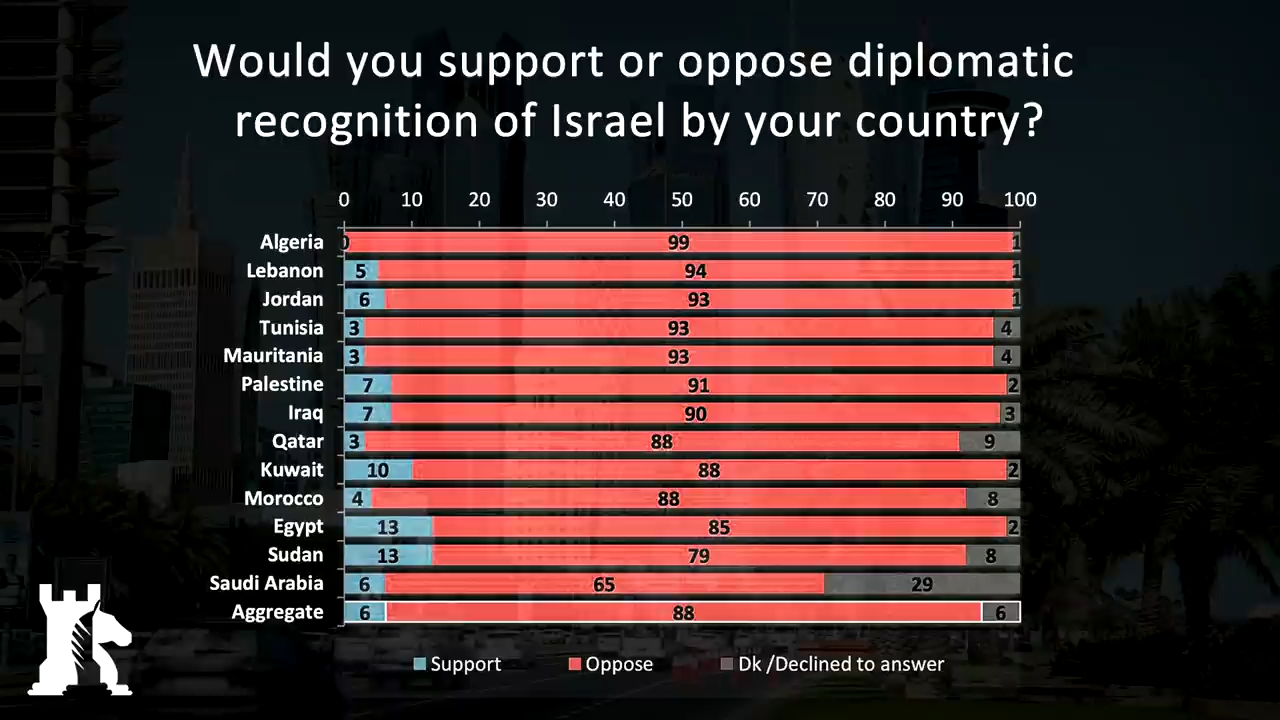 Would you support or oppose diplomatic
recognition of Israel by your country?
0 10 20 30 40 50 60 70 80 90 100
Algeria 0 99 1
Lebanon 5 94 1
Jordan 6 93 1
Tunisia 3 93 4
Mauritania 3 93 4
Palestine 7 91 2
Iraq 7 90 3
Qatar 3 88 9
Kuwait 10 88 2
Morocco 4 88 8
Egypt 13 85 2
Sudan 13 79 8
Saudi Arabia 6 65 29
Aggregate 6 88 6
Support Oppose Dk /Declined to answer